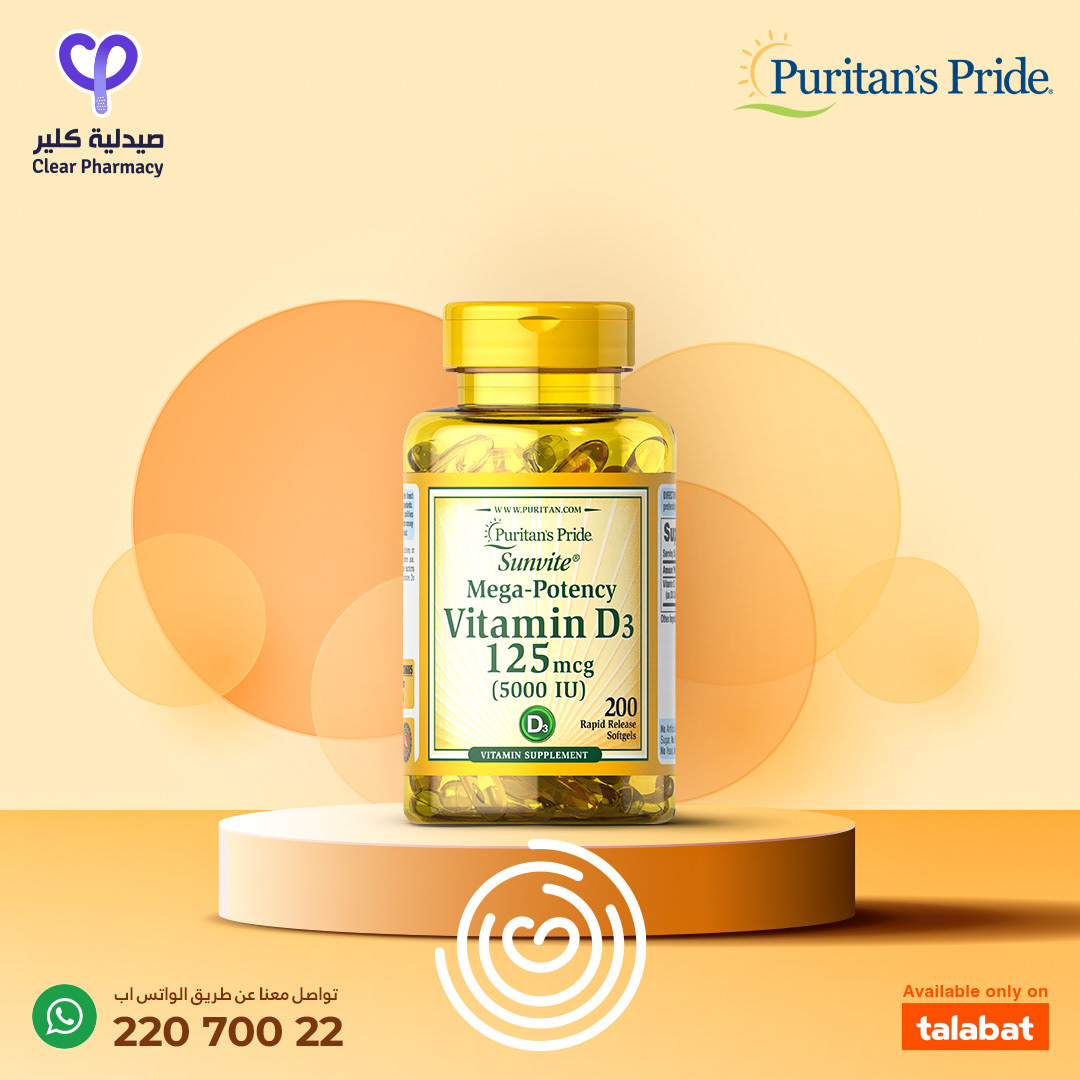 صيدلية كلير
Clear Pharmacy
Puritan's Pride®
WWW.PURITAN.COM
Puritan's Pride
Sunvite®
Mega-Potency
Vitamin D3
125 mcg
(5000 IU)
D3
200
Rapid Release
Softgels
VITAMIN SUPPLEMENT
تواصل معنا عن طريق الواتس اب
220 700 22
Available only on
talabat